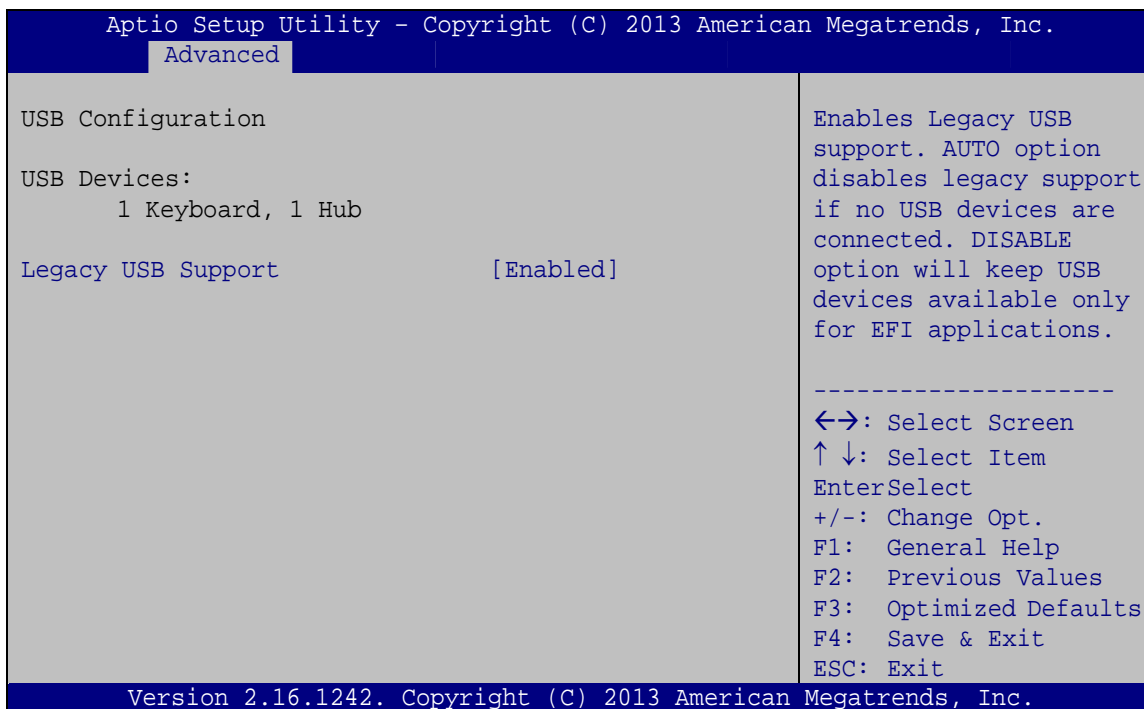 Aptio Setup Utility – Copyright (C) 2013 American Megatrends, Inc.
Advanced
USB Configuration
USB Devices:
1 Keyboard, 1 Hub
Legacy USB Support [Enabled]
Enables Legacy USB
support. AUTO option
disables legacy support
if no USB devices are
connected. DISABLE
option will keep USB
devices available only
for EFI applications.
---------------------
←→: Select Screen
↑ ↓: Select Item
EnterSelect
+/-: Change Opt.
F1: General Help
F2: Previous Values
F3: Optimized Defaults
F4: Save & Exit
ESC: Exit
Version 2.16.1242. Copyright (C) 2013 American Megatrends, Inc.